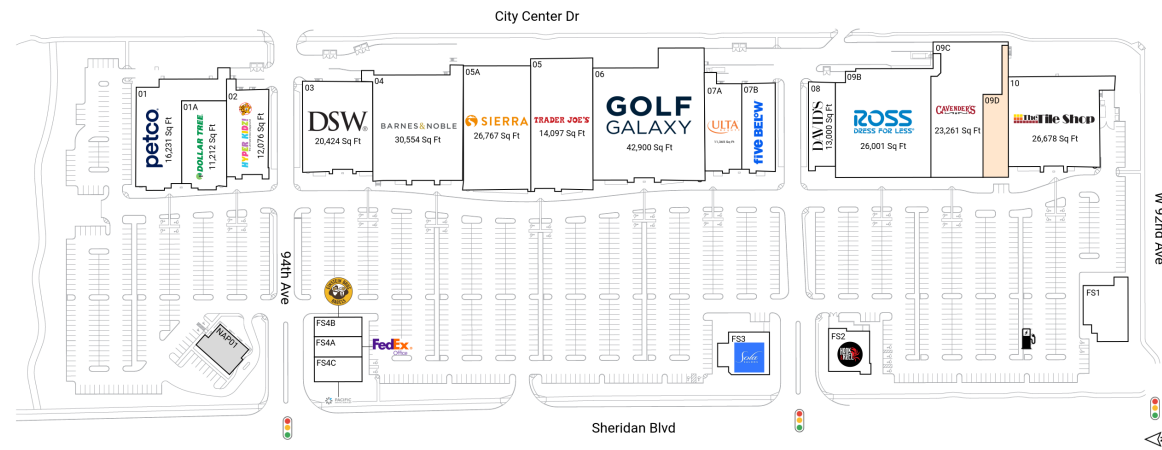 City Center Dr
01
petco
16,231 Sq Ft
01A
DOLLAR TREE
11,212 Sq Ft
02
HYPER KIDZ!
12,076 Sq Ft
03
DSW
20,424 Sq Ft
04
BARNES&NOBLE
30,554 Sq Ft
05A
SIERRA
26,767 Sq Ft
05
TRADER JOE'S
14,097 Sq Ft
06
GOLF
GALAXY
42,900 Sq Ft
07A
ULTA
07B
five BELOW
08
DAVID'S
13,000 Sq Ft
09B
ROSS
DRESS FOR LESS
26,001 Sq Ft
09C
CAVENDER'S
23,261 Sq Ft
09D
10
The Tile Shop
26,678 Sq Ft
94th Ave
W 92nd Ave
NAP01
FS4B
FS4A
FS4C
FedEx
Office
PACIFIC
FS3
Sola
FS2
FS1
Sheridan Blvd